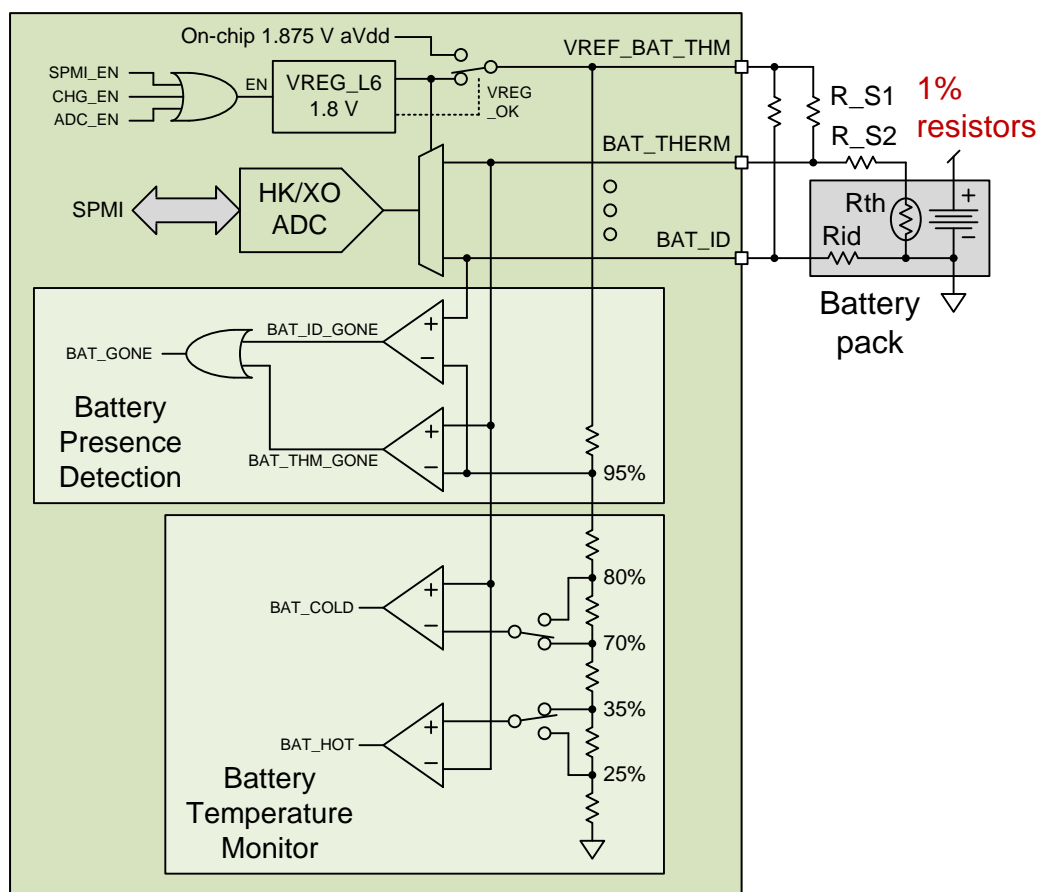 On-chip 1.875 V aVdd
VREF_BAT_THM
SPMI_EN
CHG_EN
ADC_EN
EN
VREG_L6
1.8 V
VREG
_OK
R_S1
R_S2
1%
resistors
BAT_THERM
SPMI
HK/XO
ADC
BAT_ID
Rth
Rid
+
−
Battery
pack
BAT_GONE
BAT_ID_GONE
+
−
Battery
Presence
Detection
BAT_THM_GONE
+
−
95%
80%
BAT_COLD
+
−
70%
35%
BAT_HOT
+
−
25%
Battery
Temperature
Monitor